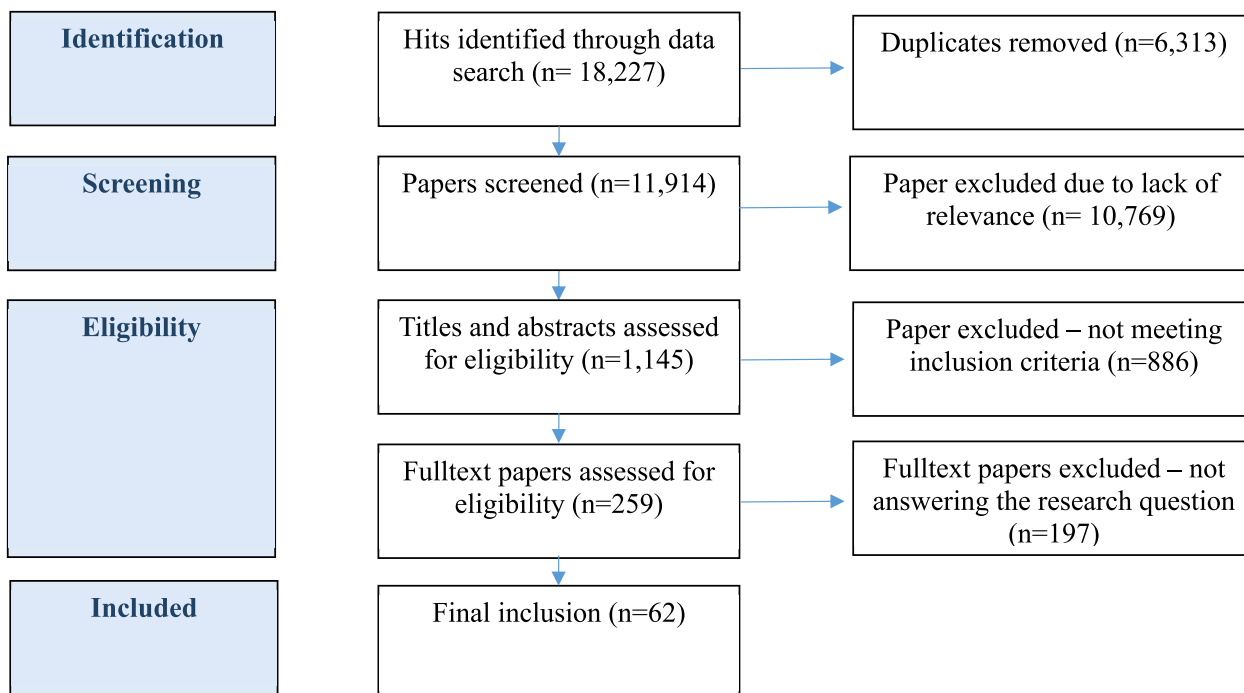 Identification
Hits identified through data
search (n= 18,227)
Duplicates removed (n=6,313)
Screening
Papers screened (n=11,914)
Paper excluded due to lack of
relevance (n= 10,769)
Eligibility
Titles and abstracts assessed
for eligibility (n=1,145)
Paper excluded – not meeting
inclusion criteria (n=886)
Fulltext papers assessed for
eligibility (n=259)
Fulltext papers excluded – not
answering the research question
(n=197)
Included
Final inclusion (n=62)